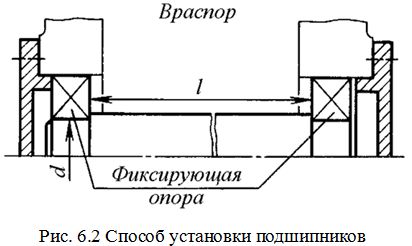 Враспор
l
d
Фиксирующая
опора
Рис. 6.2 Способ установки подшипников